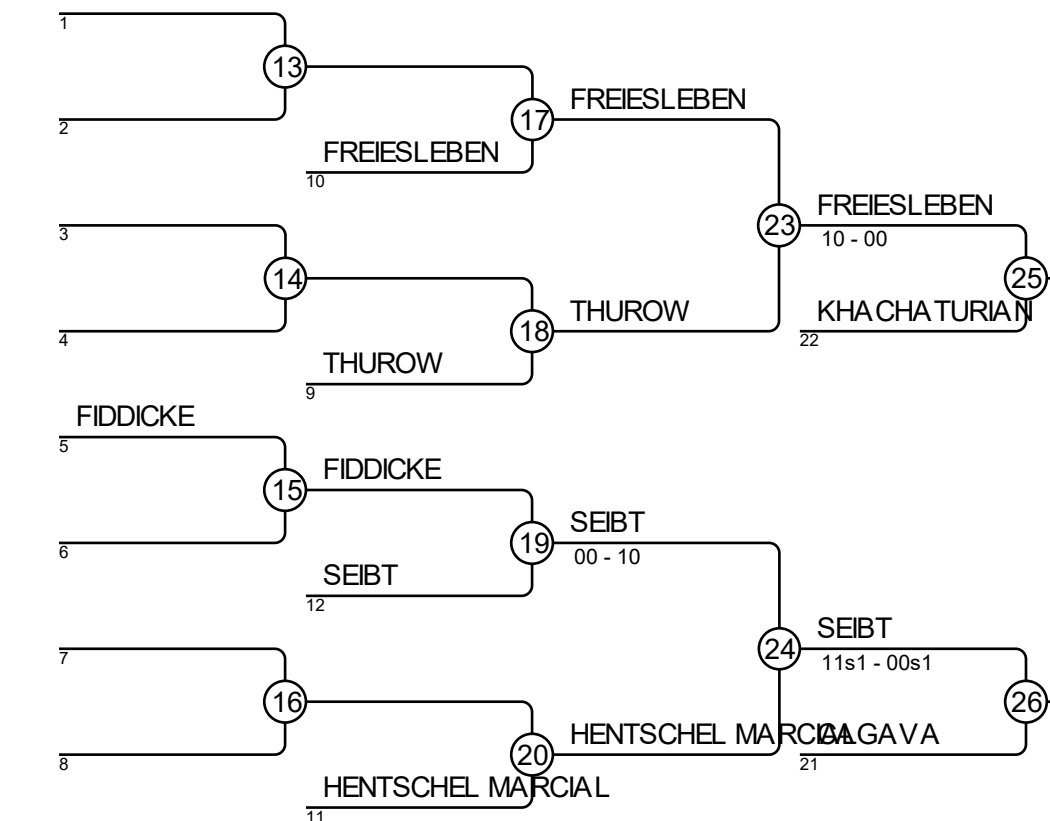 1
13
2
17
FREIESLEBEN
FREIESLEBEN
10
3
14
4
23
FREIESLEBEN
10 - 00
25
KHACHATURIAN
22
18
THUROW
THUROW
9
FIDDICKE
5
15
FIDDICKE
6
19
SEIBT
00 - 10
SEIBT
12
7
16
8
24
SEIBT
11s1 - 00s1
26
20
HENTSCHEL MARCIAL
CALGAVA
21
HENTSCHEL MARCIAL
11